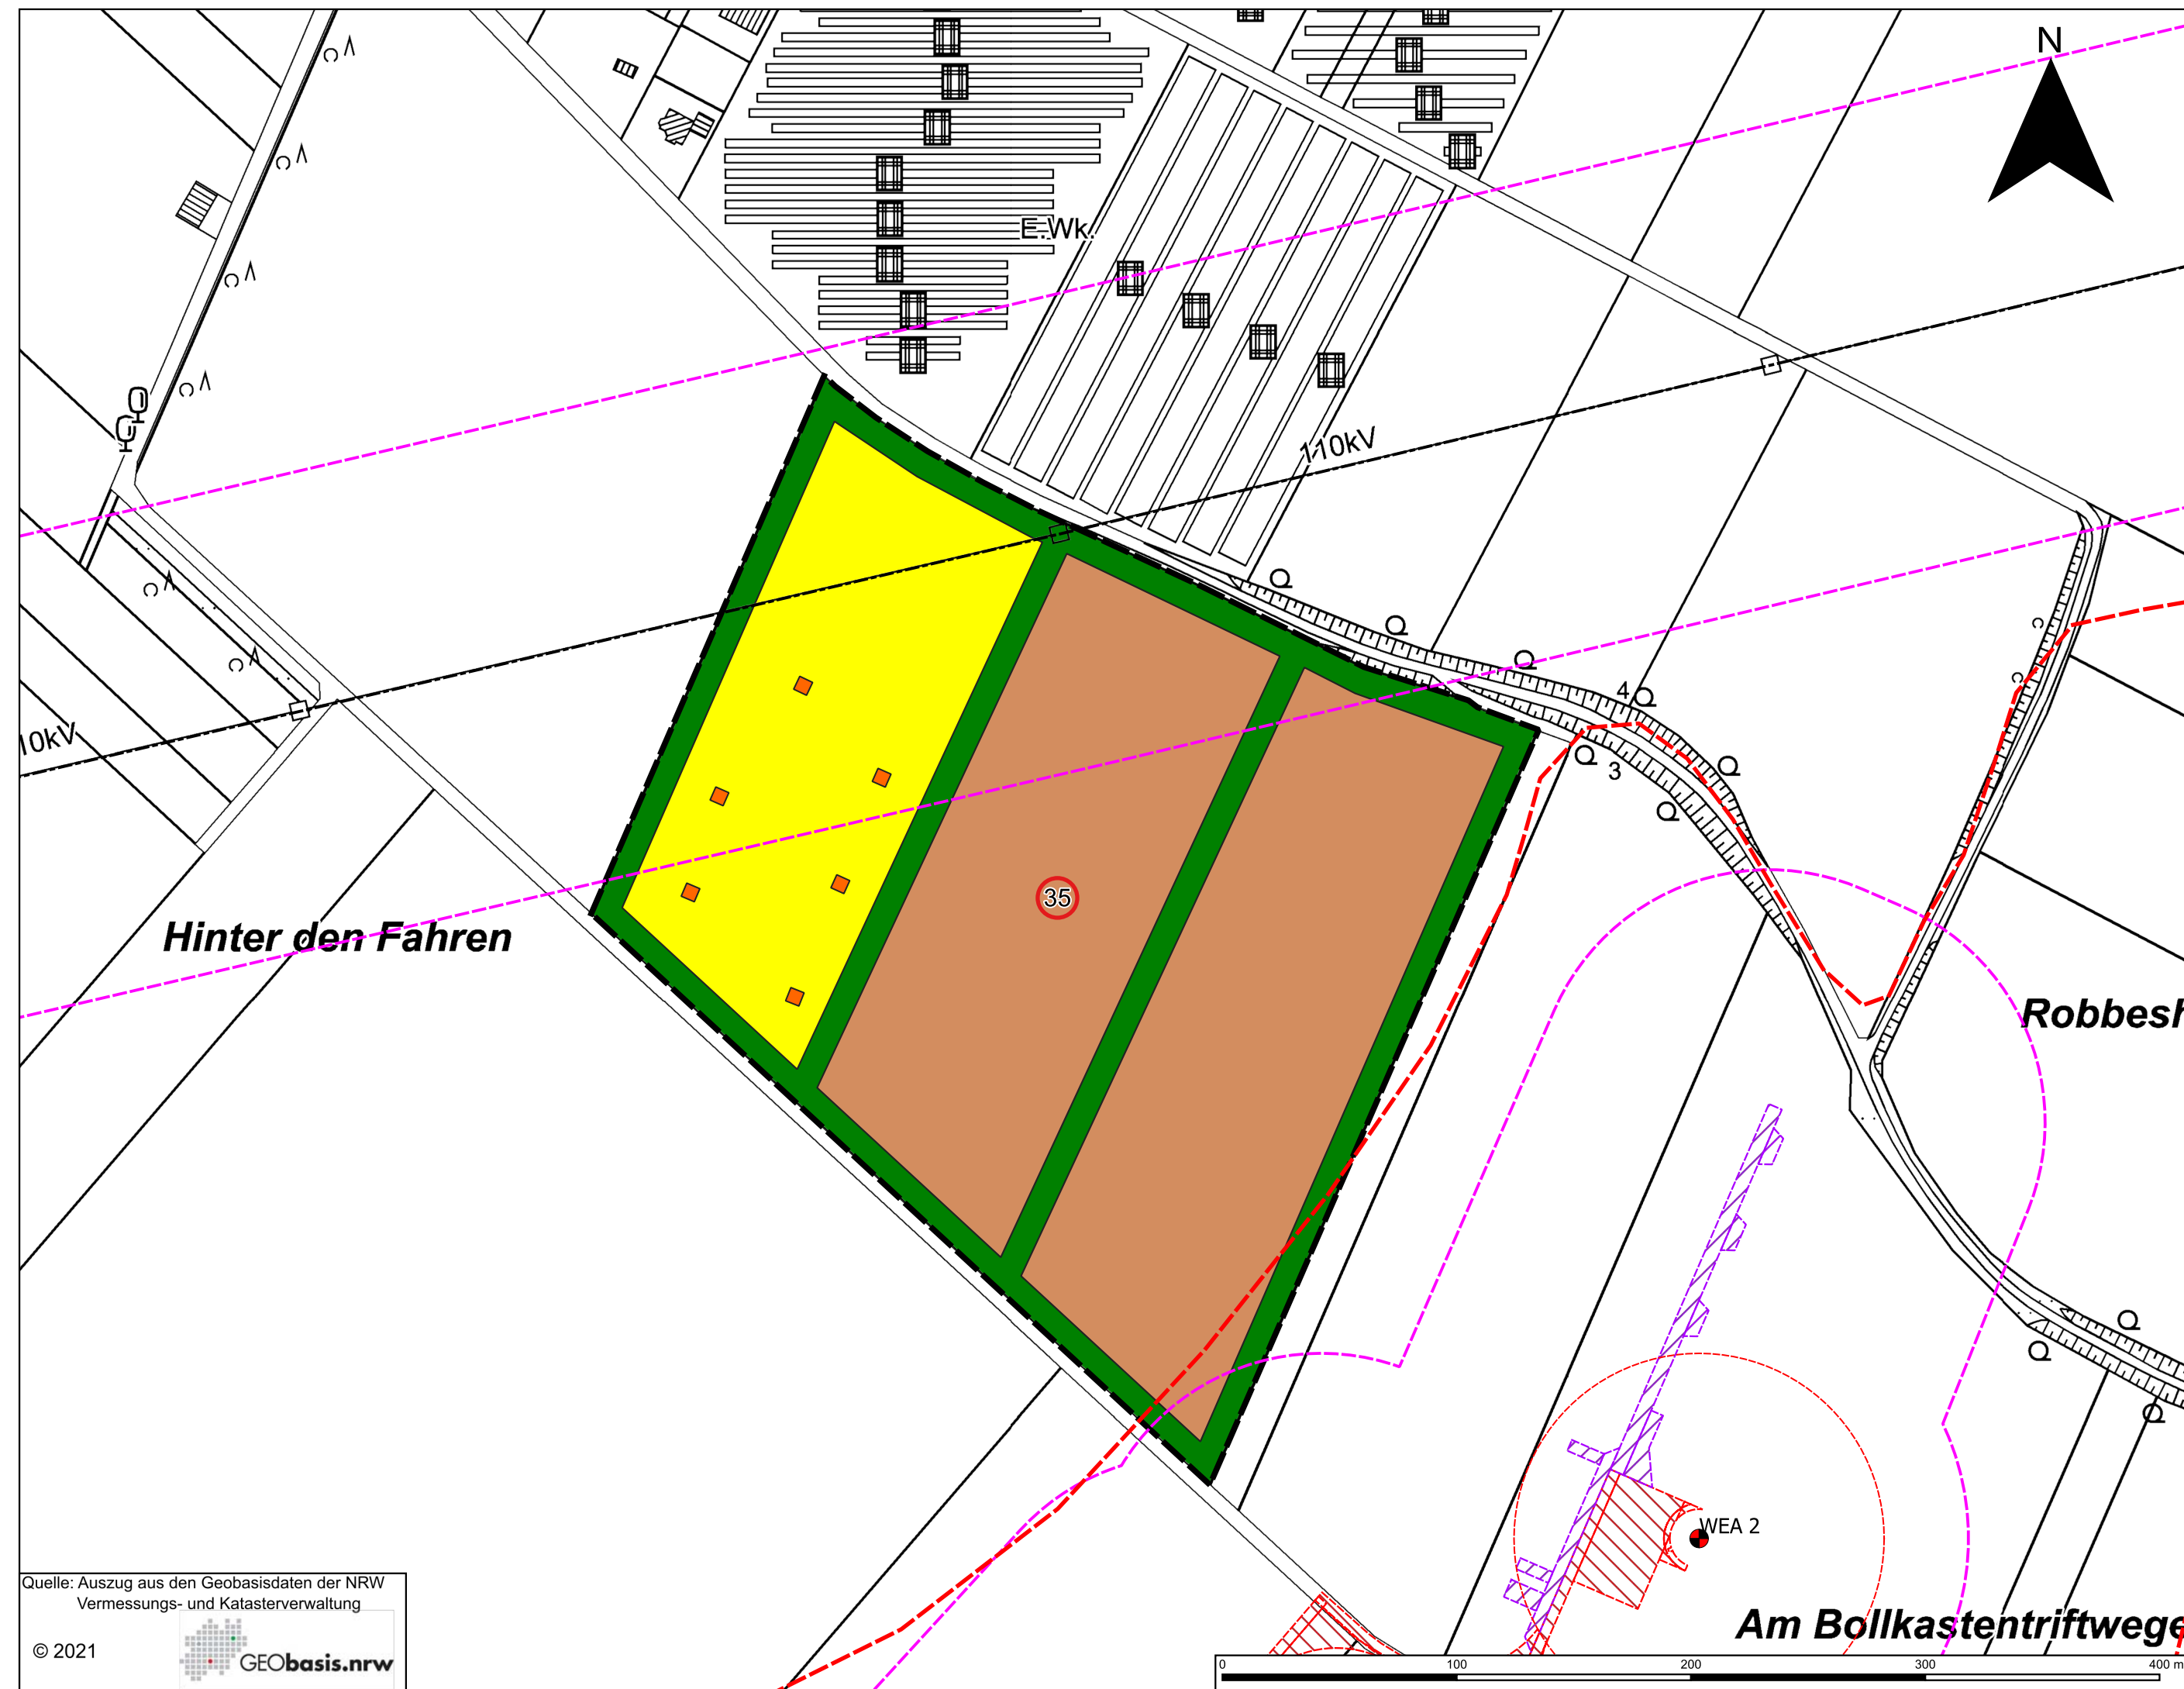 N
E.Wk.
110kV
10kV
4
3
35
Hinter den Fahren
Robbesh
WEA 2
Am Bollkastentriftwege
Quelle: Auszug aus den Geobasisdaten der NRW
Vermessungs- und Katasterverwaltung
© 2021
GEObasis.nrw
0 100 200 300 400 m